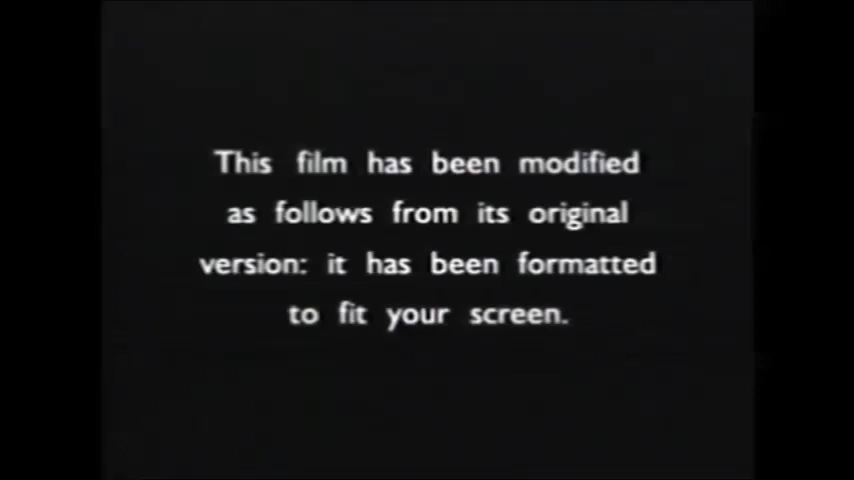 This film has been modified
as follows from its original
version: it has been formatted
to fit your screen.